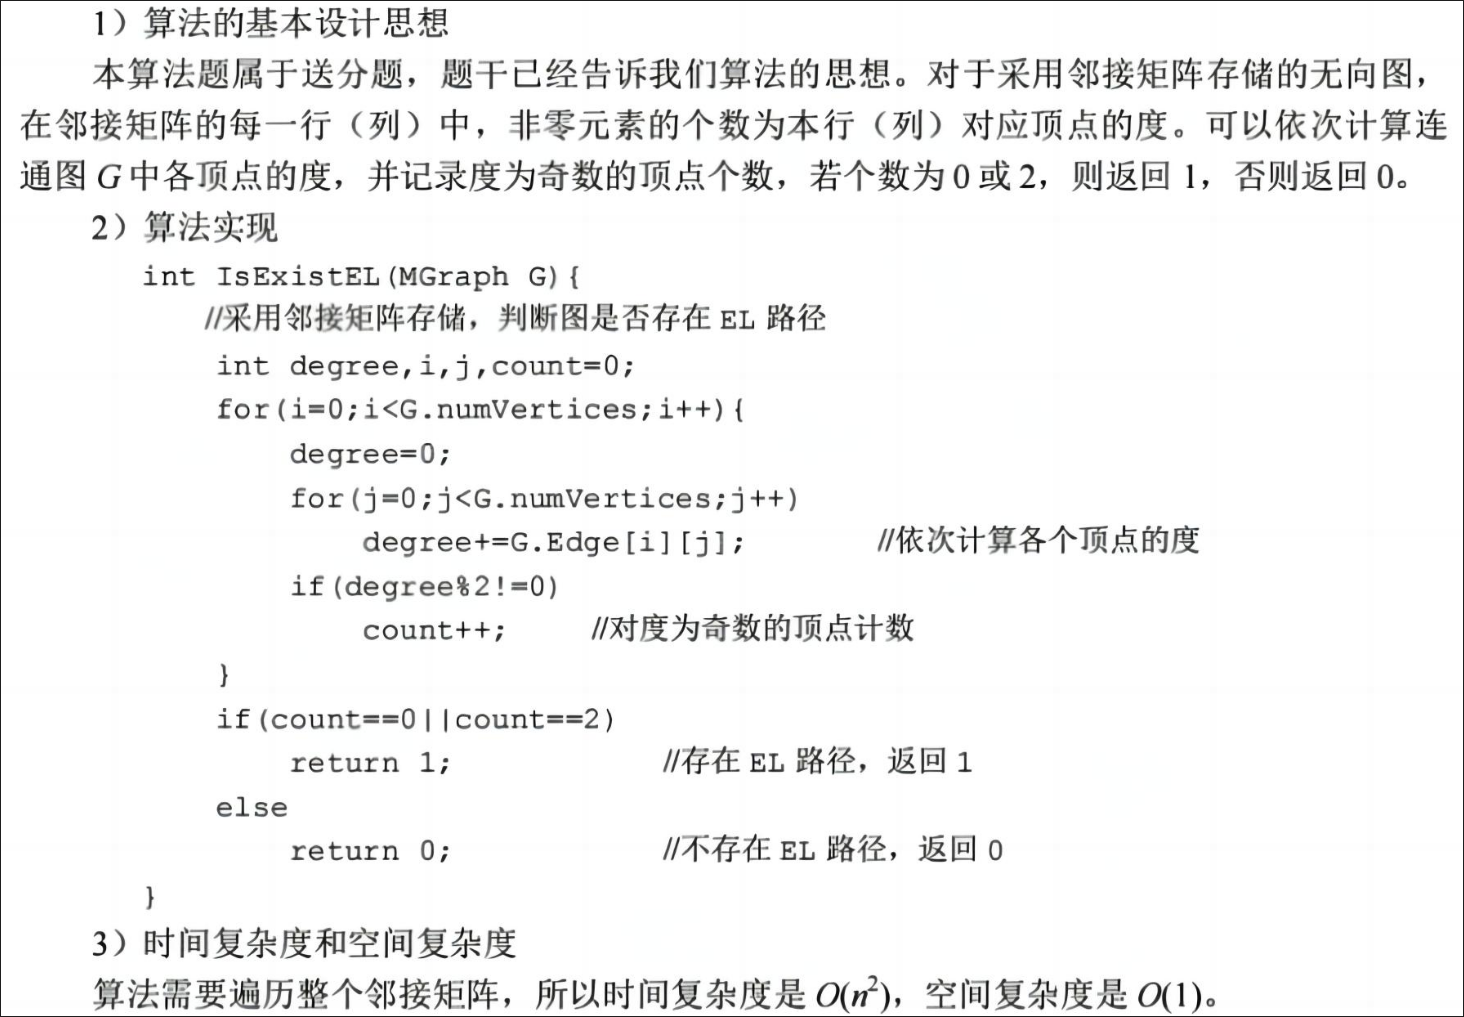 1）算法的基本设计思想
本算法题属于送分题，题干已经告诉我们算法的思想。对于采用邻接矩阵存储的无向图，
在邻接矩阵的每一行（列）中，非零元素的个数为本行（列）对应顶点的度。可以依次计算连
通图 G 中各顶点的度，并记录度为奇数的顶点个数，若个数为 0 或 2，则返回 1，否则返回 0。
2）算法实现
int IsExistEL(MGraph G){
//采用邻接矩阵存储，判断图是否存在 EL 路径
int degree,i,j,count=0;
for(i=0;i<G.numVertices;i++){
degree=0;
for(j=0;j<G.numVertices;j++)
degree+=G.Edge[i][j]; //依次计算各个顶点的度
if(degree%2!=0)
count++; //对度为奇数的顶点计数
}
if(count==0||count==2)
return 1; //存在 EL 路径，返回 1
else
return 0; //不存在 EL 路径，返回 0
}
3）时间复杂度和空间复杂度
算法需要遍历整个邻接矩阵，所以时间复杂度是 O(n²)，空间复杂度是 O(1)。